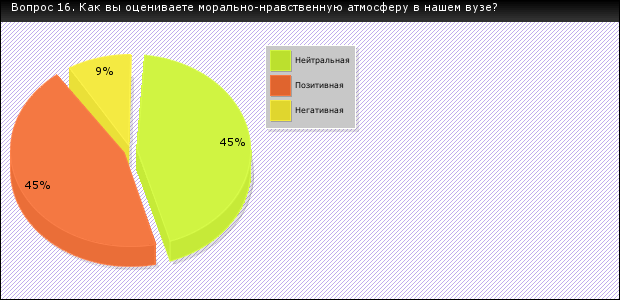 Вопрос 16. Как вы оцениваете морально-нравственную атмосферу в нашем вузе?
Нейтральная
9%
Позитивная
Негативная
45%
45%